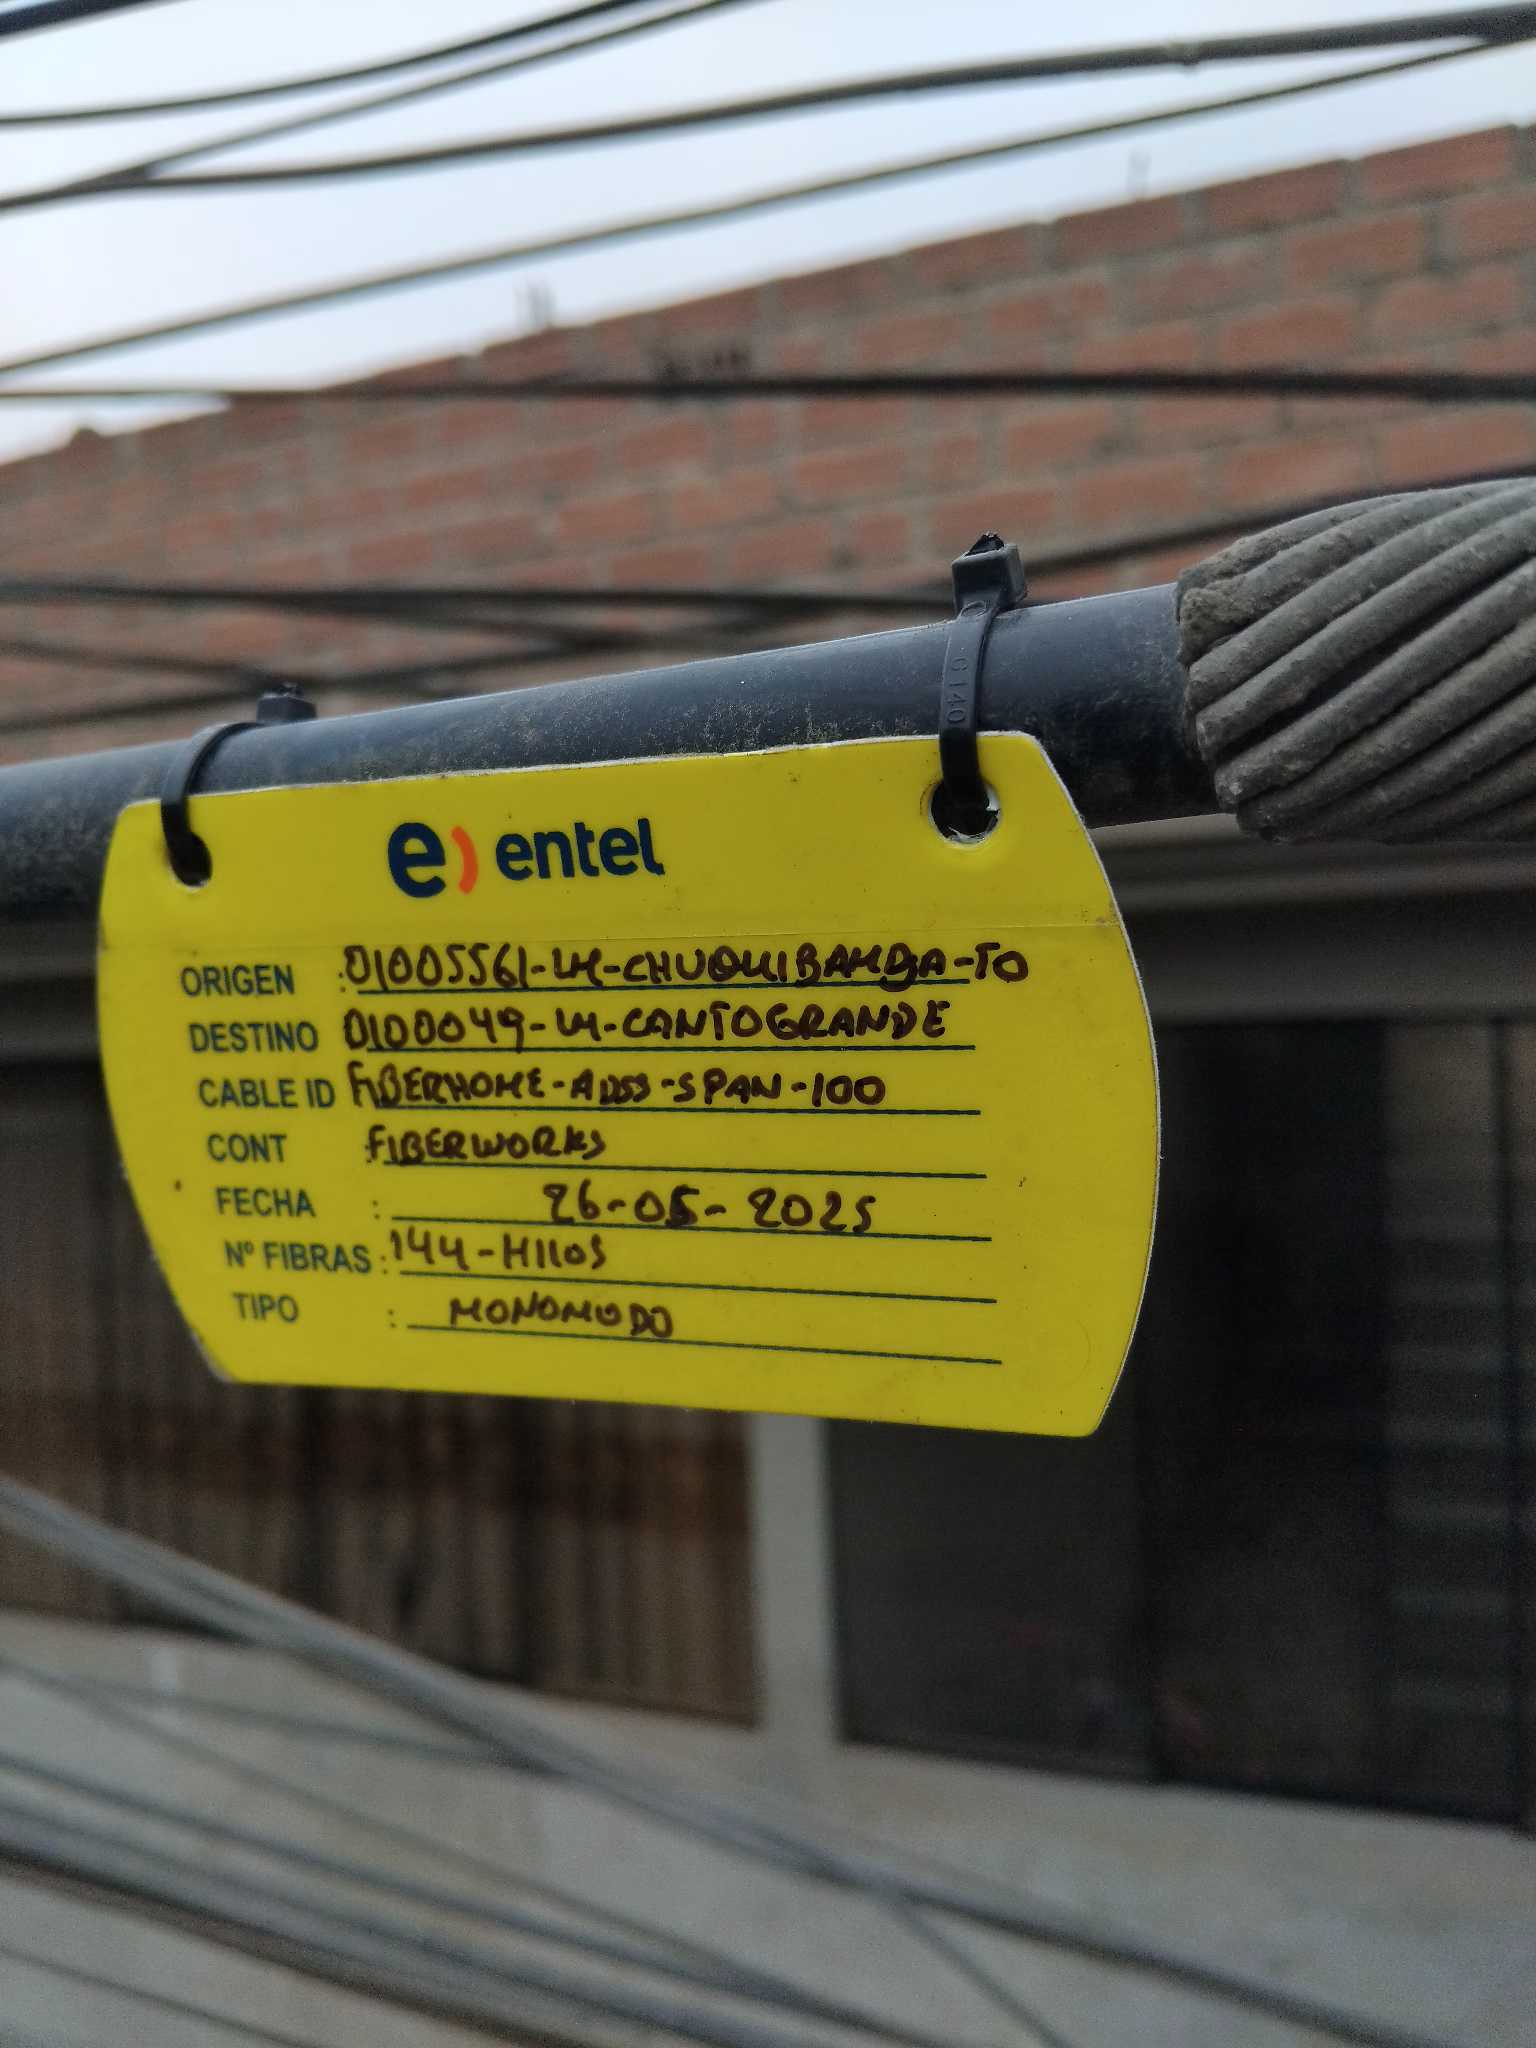 e) entel
ORIGEN : 01005561-LM-CHUQUIBAMBA-TO
DESTINO 0100049-LM-CANTOGRANDE
CABLE ID FIBERHOME-ADSS-SPAN-100
CONT : FIBERWORKS
FECHA : 26-05-2025
Nº FIBRAS : 144-HILOS
TIPO : MONOMODO
G140